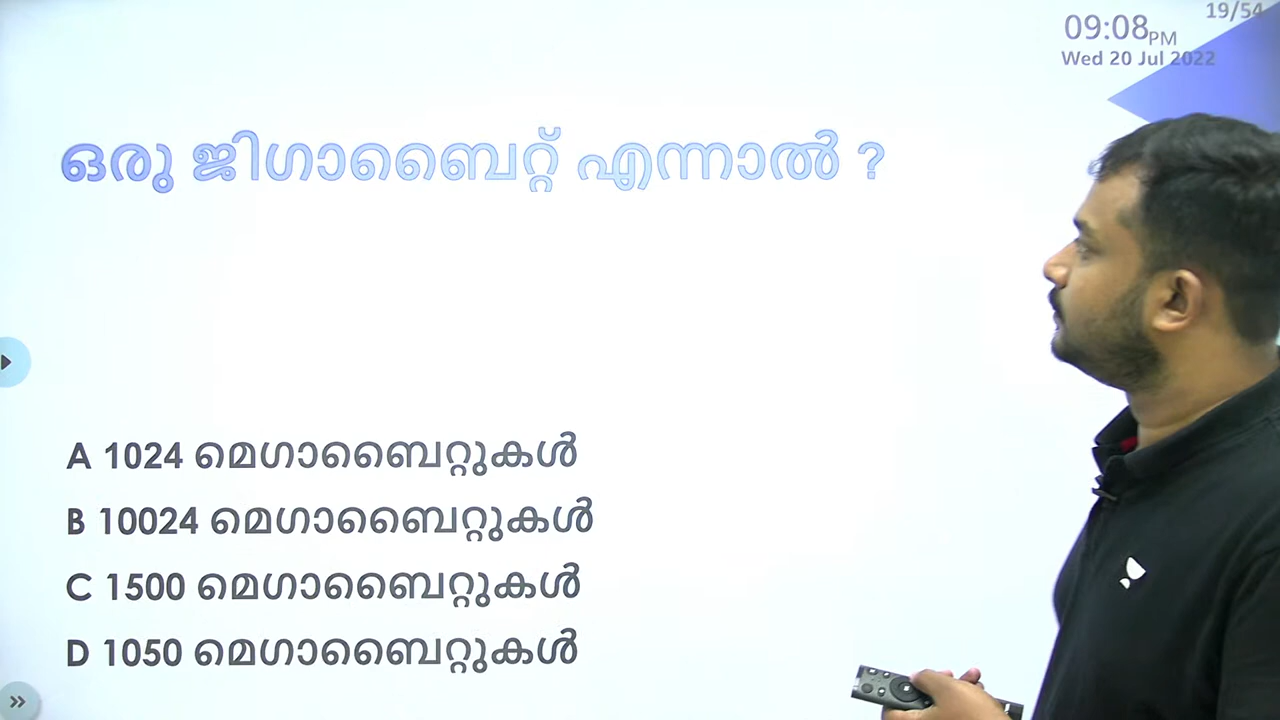 19/54
09:08PM
Wed 20 Jul 2022
ഒരു ജിഗാബൈറ്റ് എന്നാൽ ?
A 1024 മെഗാബൈറ്റുകൾ
B 10024 മെഗാബൈറ്റുകൾ
C 1500 മെഗാബൈറ്റുകൾ
D 1050 മെഗാബൈറ്റുകൾ